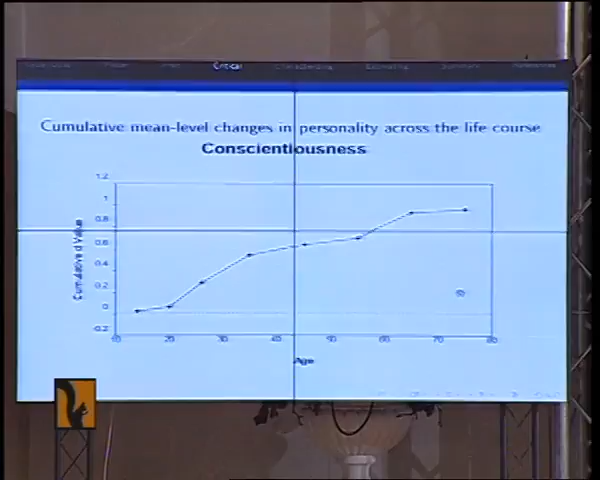 Critical
Cumulative mean-level changes in personality across the life course
Conscientiousness
1.2
1
0.8
0.6
0.4
0.2
0
-0.2
Cumulative d Value
10 20 30 50 60 70 80
Age